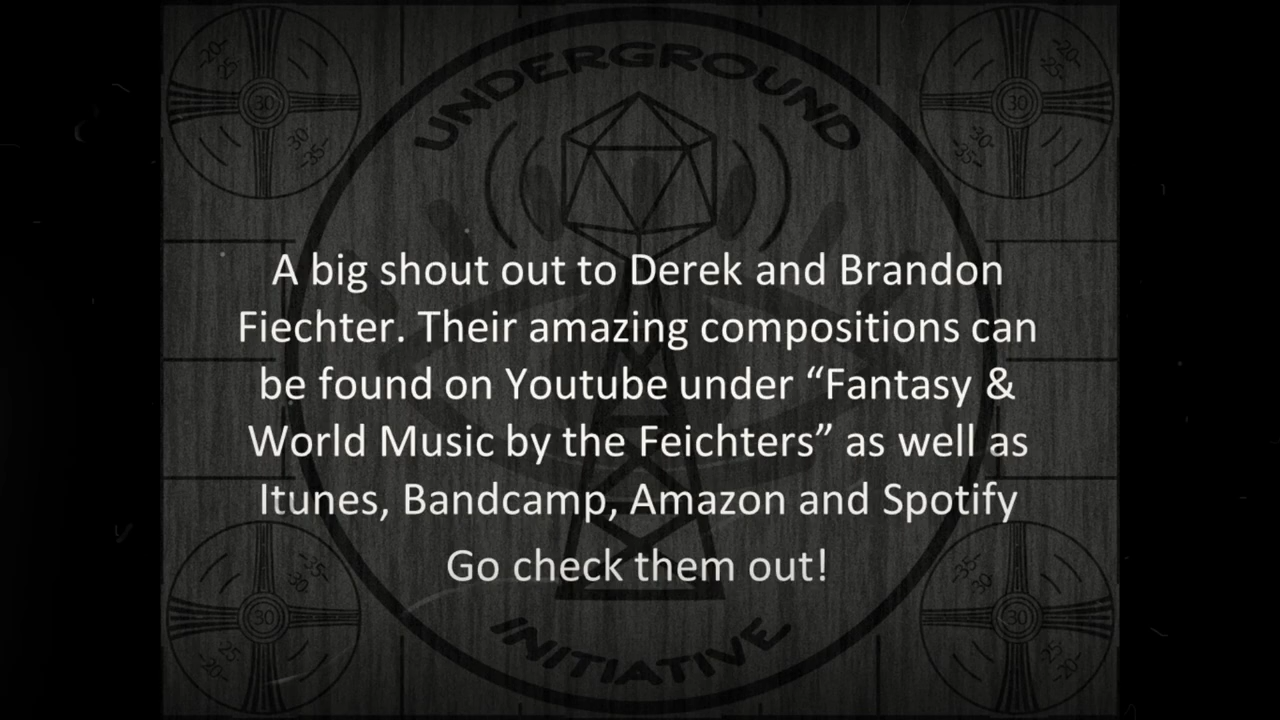 UNDERGROUND
A big shout out to Derek and Brandon
Fiechter. Their amazing compositions can
be found on Youtube under “Fantasy &
World Music by the Feichters” as well as
Itunes, Bandcamp, Amazon and Spotify
Go check them out!
INITIATIVE